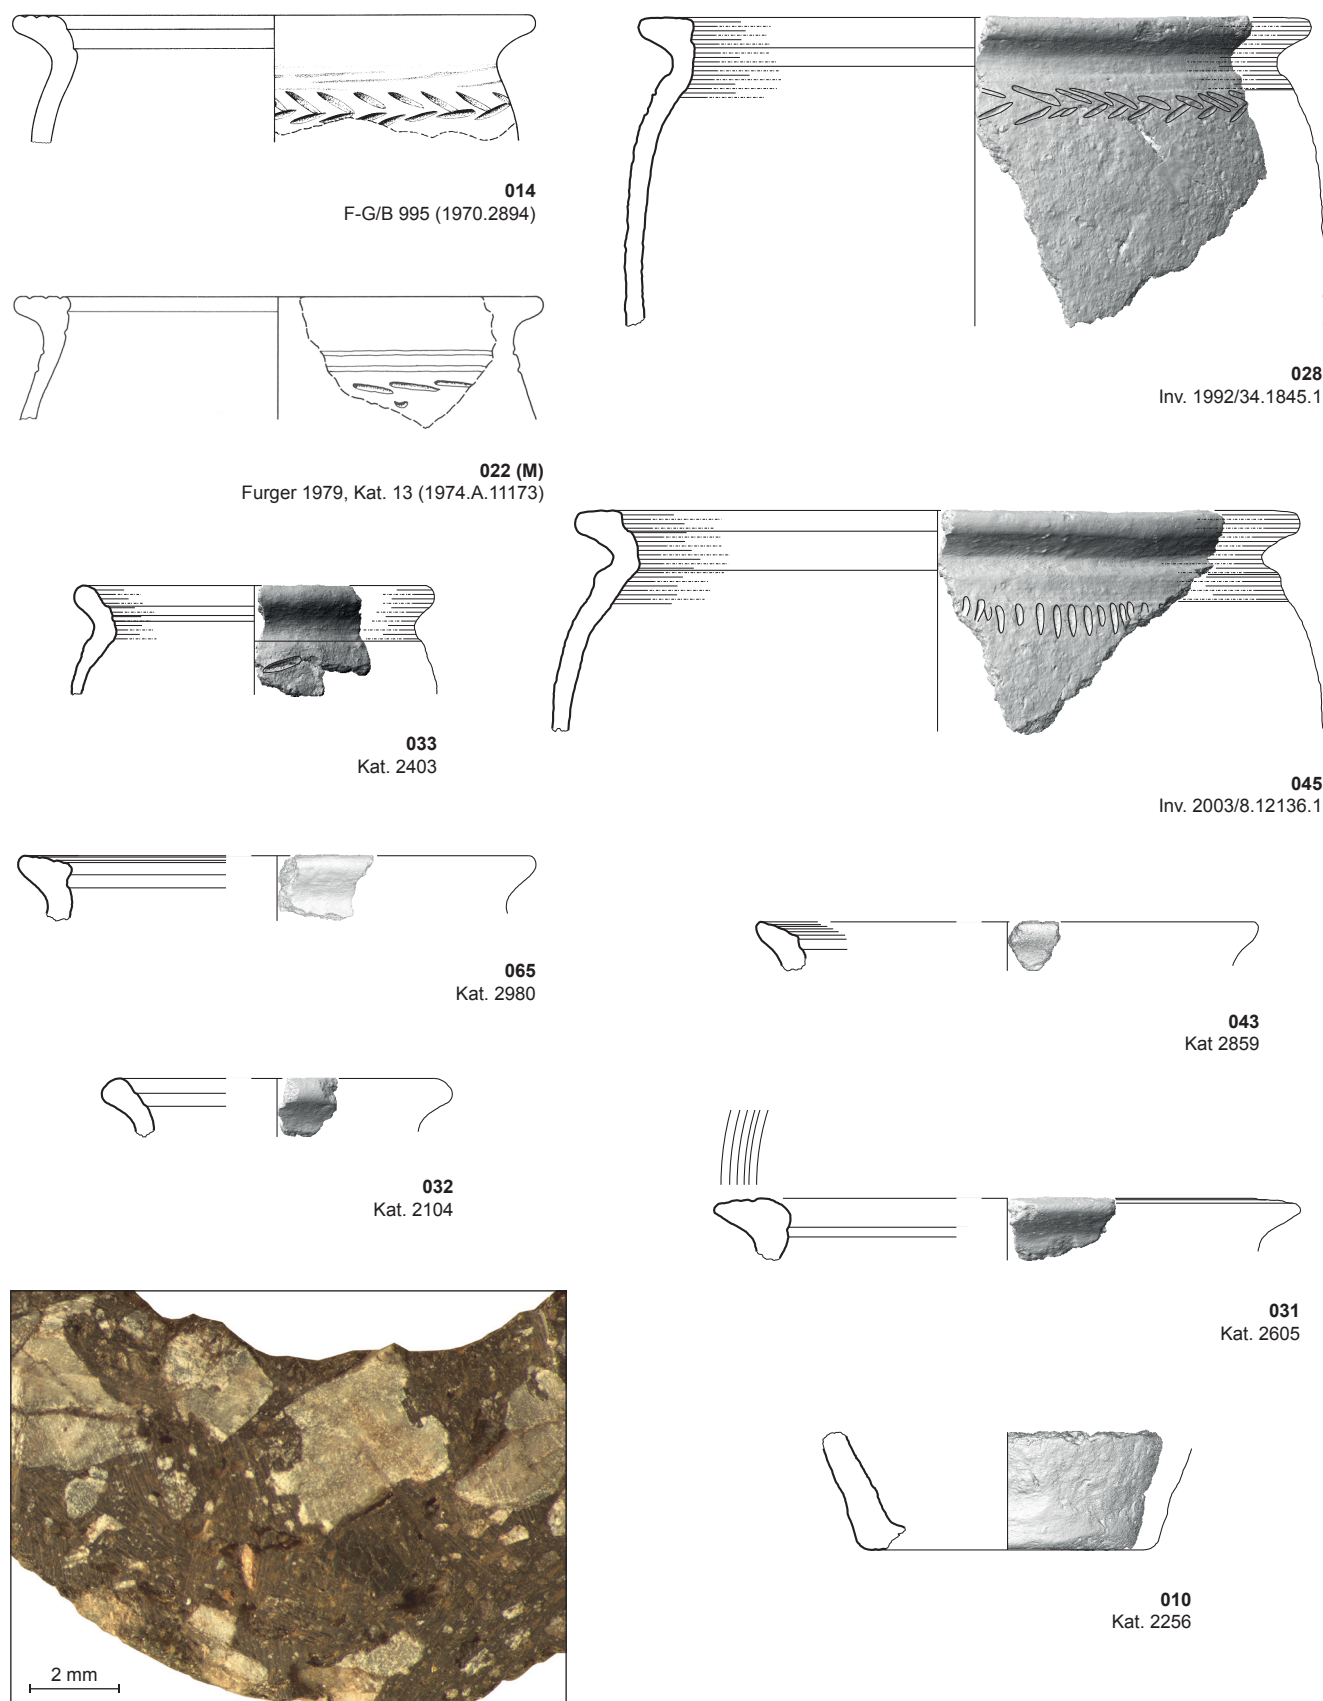 014
F-G/B 995 (1970.2894)
028
Inv. 1992/34.1845.1
022 (M)
Furger 1979, Kat. 13 (1974.A.11173)
033
Kat. 2403
045
Inv. 2003/8.12136.1
065
Kat. 2980
043
Kat 2859
032
Kat. 2104
031
Kat. 2605
010
Kat. 2256
2 mm